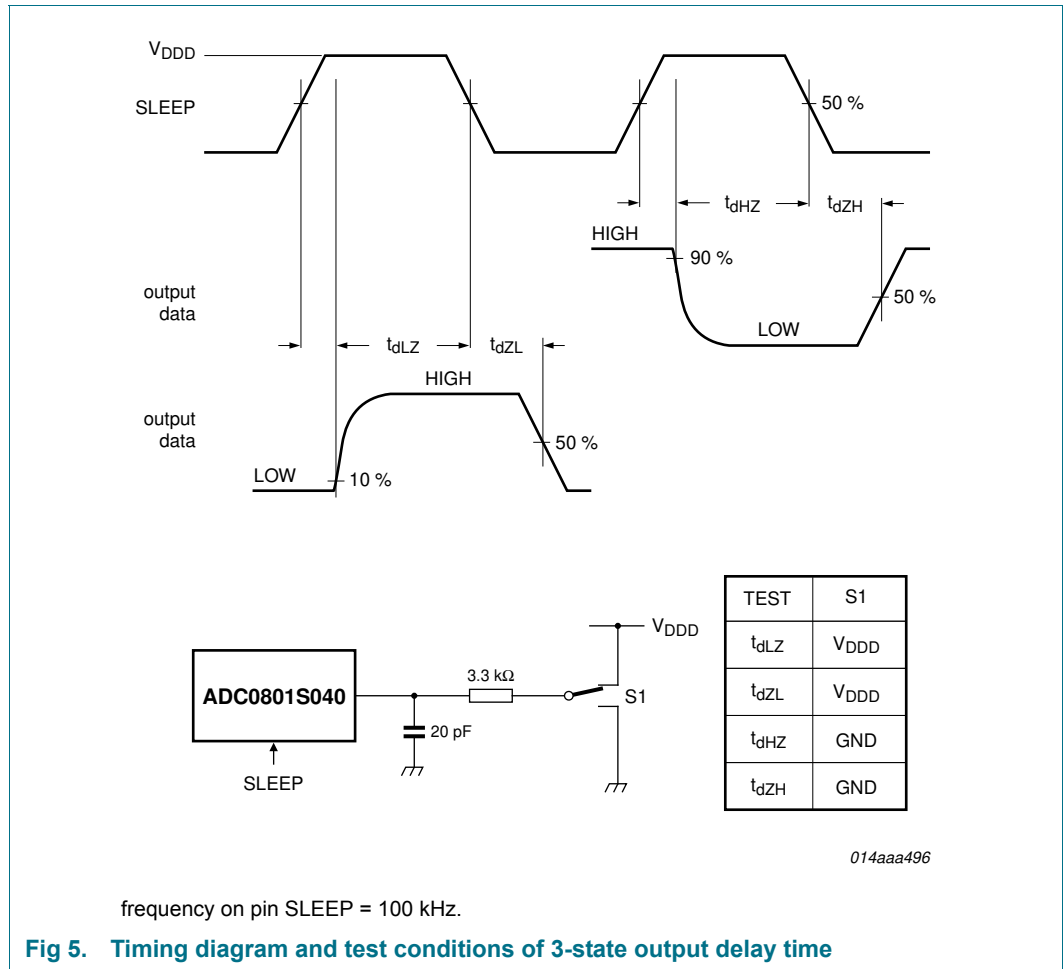 VDDD
SLEEP
50 %
tdHZ
tdZH
HIGH
90 %
output
data
50 %
LOW
tdLZ
tdZL
HIGH
output
data
50 %
LOW
10 %
TEST S1
tdLZ VDDD
tdZL VDDD
tdHZ GND
tdZH GND
VDDD
3.3 kΩ
ADC0801S040
S1
20 pF
SLEEP
014aaa496
frequency on pin SLEEP = 100 kHz.
Fig 5. Timing diagram and test conditions of 3-state output delay time